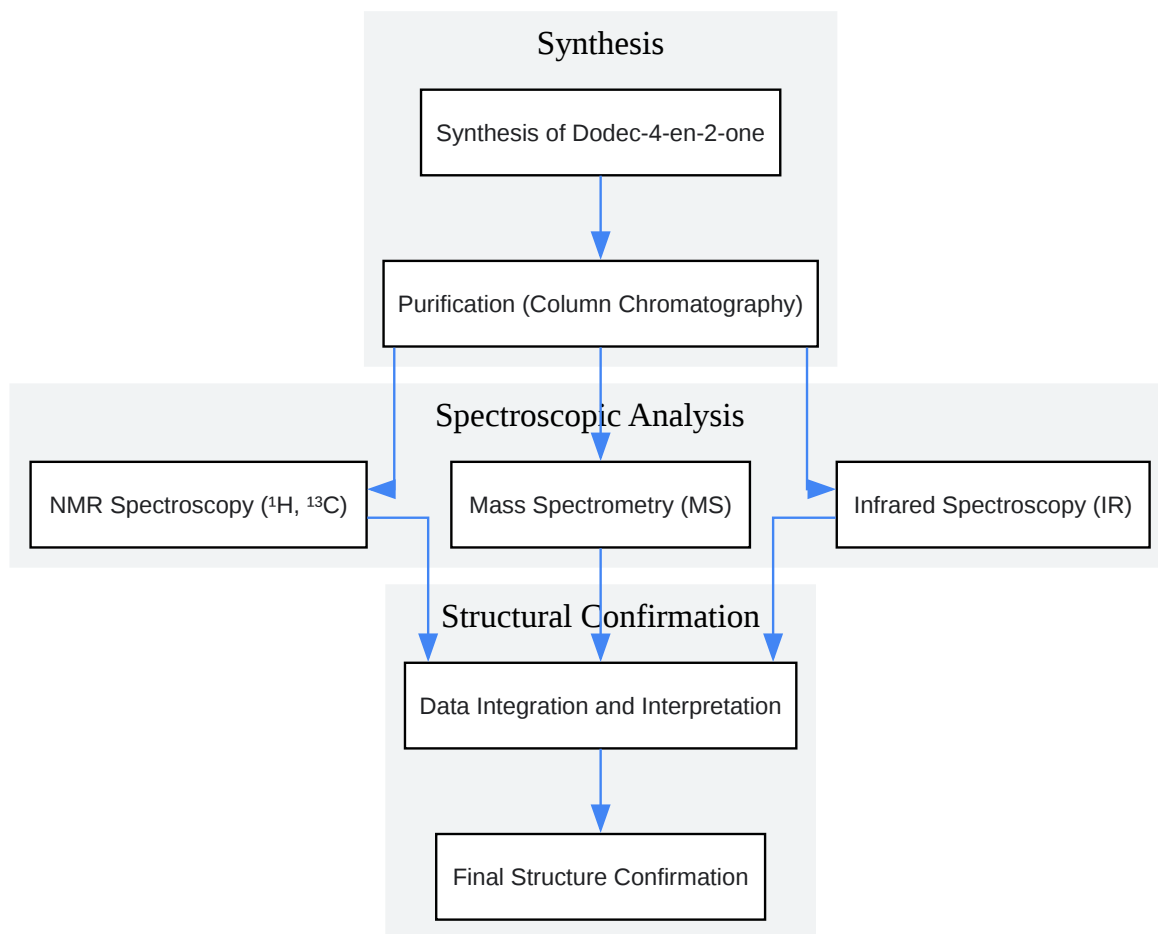 Synthesis
Synthesis of Dodec-4-en-2-one
Purification (Column Chromatography)
Spectroscopic Analysis
NMR Spectroscopy (¹H, ¹³C)
Mass Spectrometry (MS)
Infrared Spectroscopy (IR)
Structural Confirmation
Data Integration and Interpretation
Final Structure Confirmation